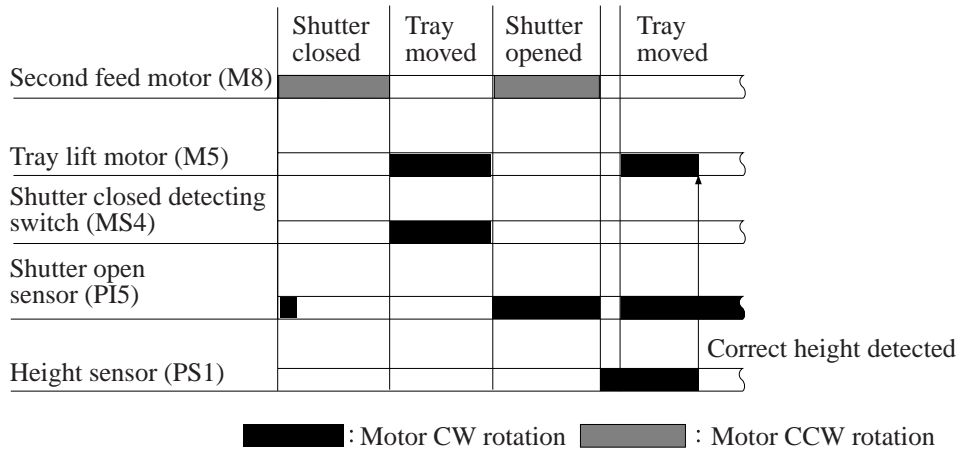 Shutter closed
Tray moved
Shutter opened
Tray moved
Second feed motor (M8)
Tray lift motor (M5)
Shutter closed detecting
switch (MS4)
Shutter open
sensor (PI5)
Correct height detected
Height sensor (PS1)
: Motor CW rotation
: Motor CCW rotation